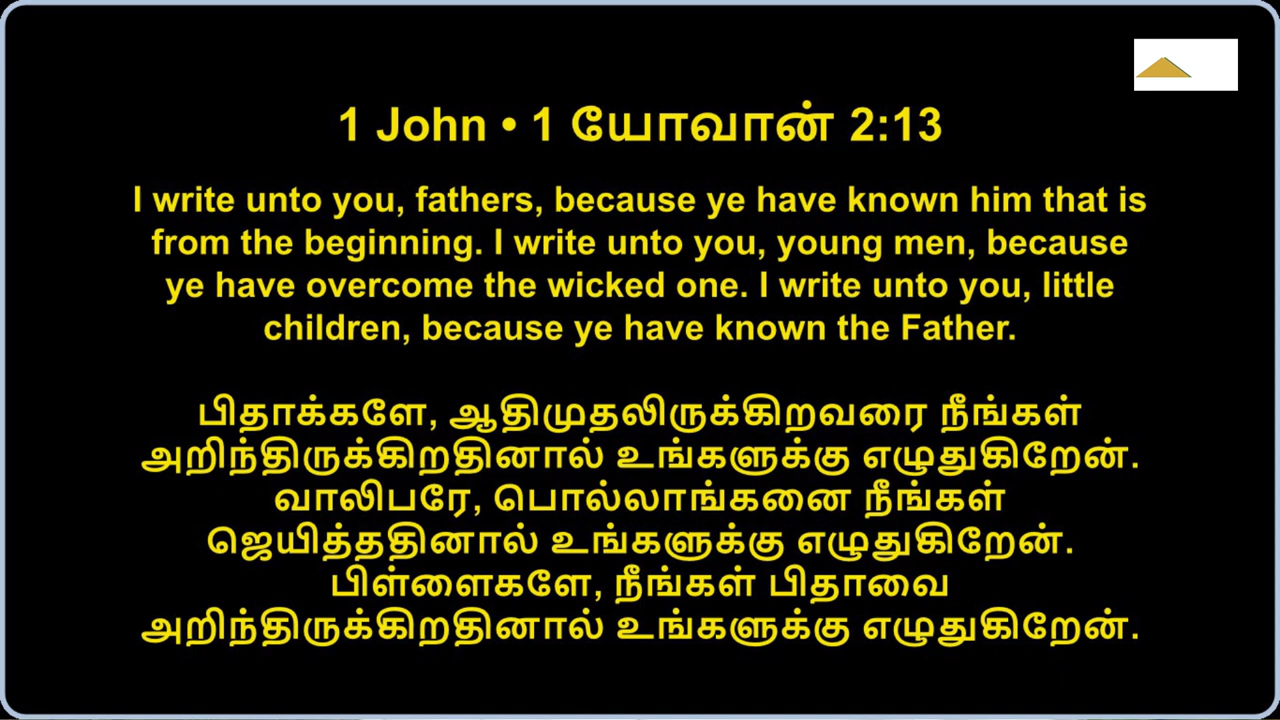 1 John • 1 யோவான் 2:13
I write unto you, fathers, because ye have known him that is
from the beginning. I write unto you, young men, because
ye have overcome the wicked one. I write unto you, little
children, because ye have known the Father.
பிதாக்களே, ஆதிமுதலிருக்கிறவரை நீங்கள்
அறிந்திருக்கிறதினால் உங்களுக்கு எழுதுகிறேன்.
வாலிபரே, பொல்லாங்கனை நீங்கள்
ஜெயித்ததினால் உங்களுக்கு எழுதுகிறேன்.
பிள்ளைகளே, நீங்கள் பிதாவை
அறிந்திருக்கிறதினால் உங்களுக்கு எழுதுகிறேன்.